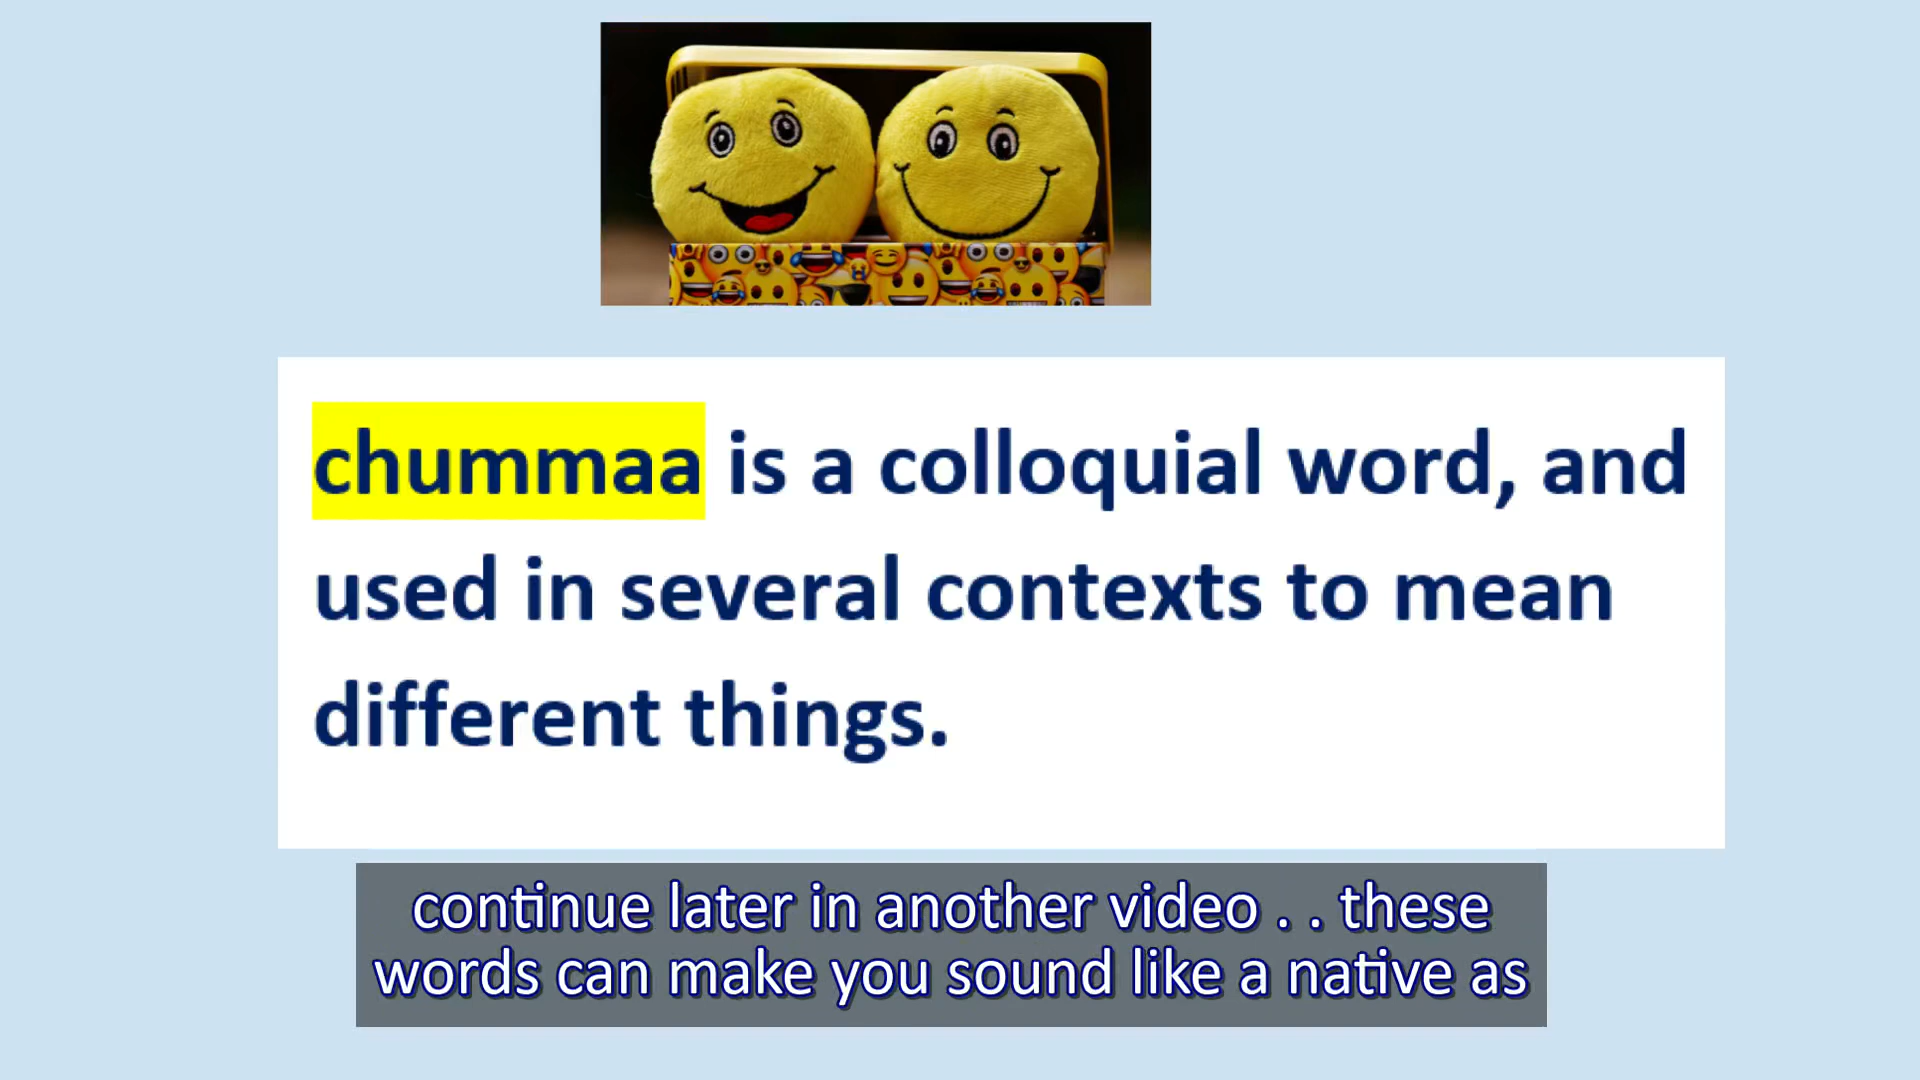 chummaa is a colloquial word, and
used in several contexts to mean
different things.
continue later in another video . . these
words can make you sound like a native as